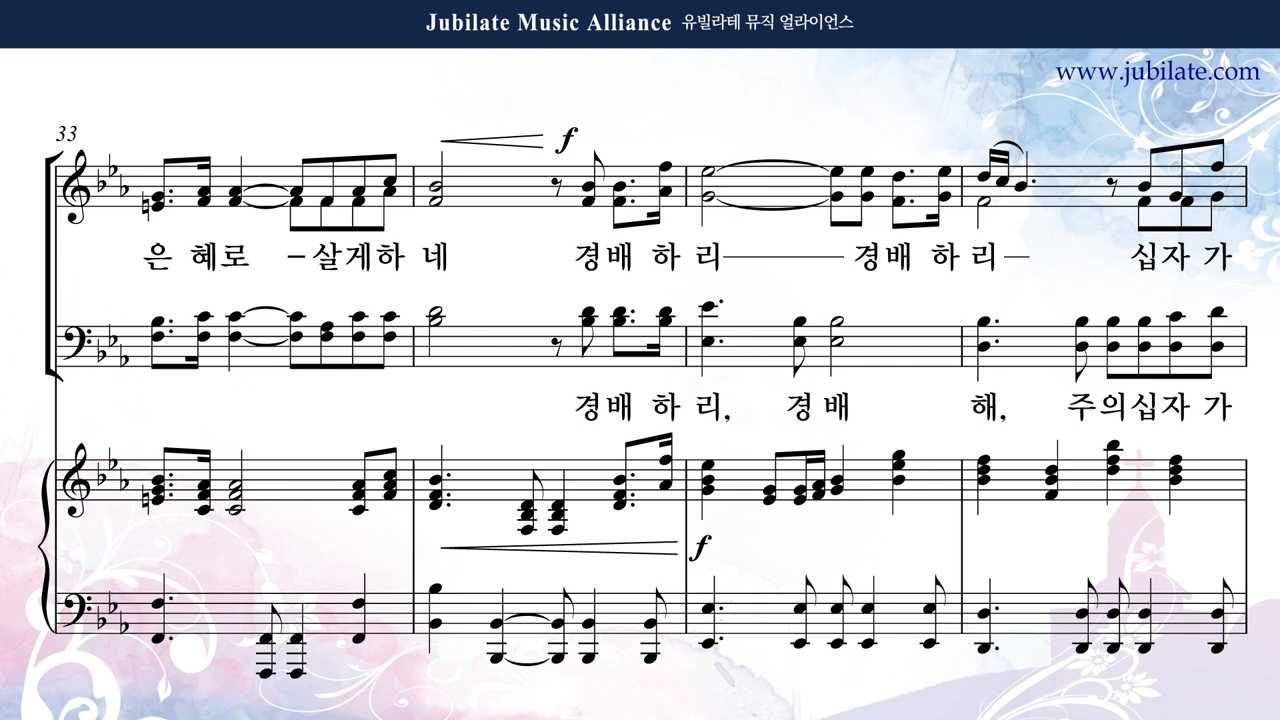 Jubilate Music Alliance 유빌라테 뮤직 얼라이언스
www.jubilate.com
33
f
은 혜로 – 살게하 네 경배 하 리 경배 하 리 십자 가
경배 하 리, 경배 해, 주의십자 가
f